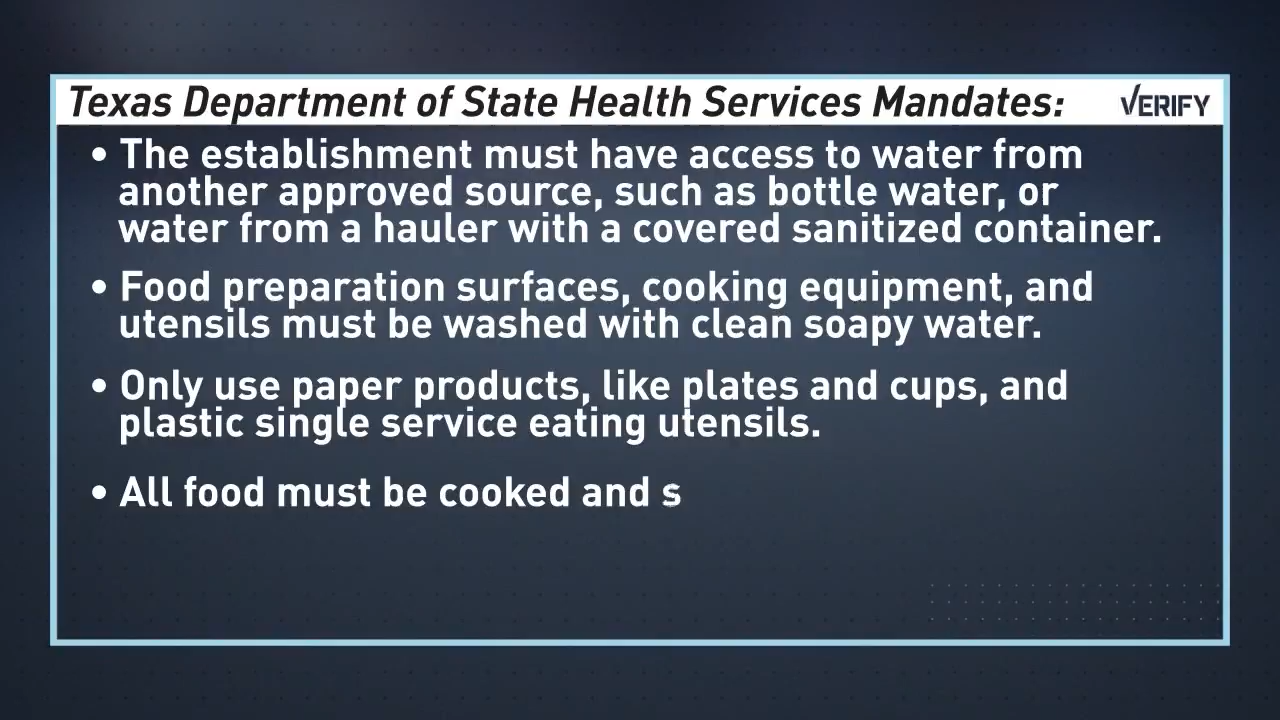 Texas Department of State Health Services Mandates:
VERIFY
• The establishment must have access to water from
another approved source, such as bottle water, or
water from a hauler with a covered sanitized container.
• Food preparation surfaces, cooking equipment, and
utensils must be washed with clean soapy water.
• Only use paper products, like plates and cups, and
plastic single service eating utensils.
• All food must be cooked and s